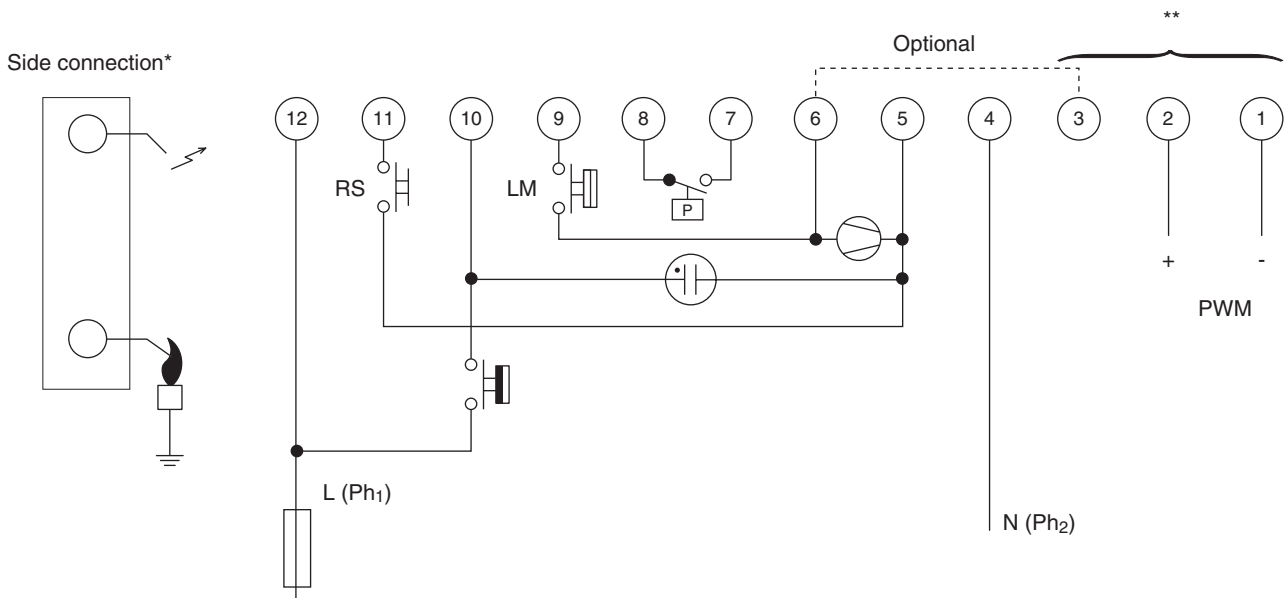 **
Optional
Side connection*
12 11 10 9 8 7 6 5 4 3 2 1
RS LM
P
+ -
PWM
L (Ph1)
N (Ph2)